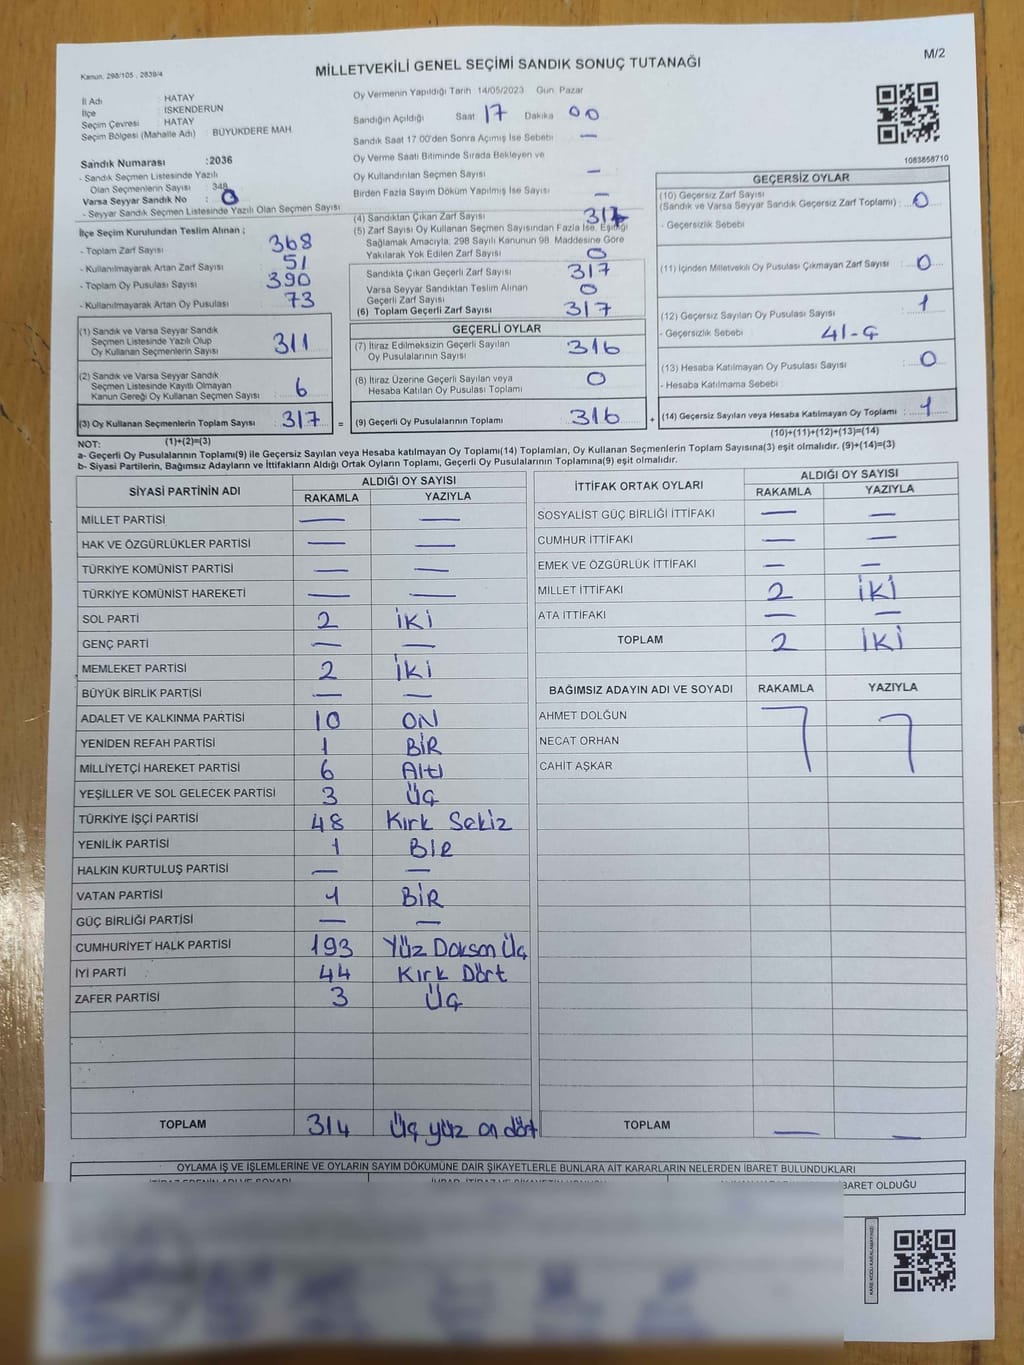 Kanun. 298/105 , 2839/4
MİLLETVEKİLİ GENEL SEÇİMİ SANDIK SONUÇ TUTANAĞI
M/2
İl Adı : HATAY
İlçe : İSKENDERUN
Seçim Çevresi : HATAY
Seçim Bölgesi (Mahalle Adı) : BÜYÜKDERE MAH.
Sandık Numarası :2036
- Sandık Seçmen Listesinde Yazılı
Olan Seçmenlerin Sayısı : 348
Varsa Seyyar Sandık No : 0
- Seyyar Sandık Seçmen Listesinde Yazılı Olan Seçmen Sayısı
İlçe Seçim Kurulundan Teslim Alınan ;
- Toplam Zarf Sayısı 368
- Kullanılmayarak Artan Zarf Sayısı 51
- Toplam Oy Pusulası Sayısı 390
- Kullanılmayarak Artan Oy Pusulası 73
(1) Sandık ve Varsa Seyyar Sandık
Seçmen Listesinde Yazılı Olup
Oy Kullanan Seçmenlerin Sayısı 311
(2) Sandık ve Varsa Seyyar Sandık
Seçmen Listesinde Kayıtlı Olmayan
Kanun Gereği Oy Kullanan Seçmen Sayısı 6
(3) Oy Kullanan Seçmenlerin Toplam Sayısı 317 =
(1)+(2)=(3)
Oy Vermenin Yapıldığı Tarih 14/05/2023 Gün: Pazar
Sandığın Açıldığı Saat 17 Dakika 00
Sandık Saat 17:00'den Sonra Açımış İse Sebebi —
Oy Verme Saati Bitiminde Sırada Bekleyen ve
Oy Kullandırılan Seçmen Sayısı —
Birden Fazla Sayım Döküm Yapılmış İse Sayısı —
(4) Sandıktan Çıkan Zarf Sayısı 317
(5) Zarf Sayısı Oy Kullanan Seçmen Sayısından Fazla İse, Eşitliği
Sağlamak Amacıyla, 298 Sayılı Kanunun 98. Maddesine Göre
Yakılarak Yok Edilen Zarf Sayısı 0
Sandıkta Çıkan Geçerli Zarf Sayısı 317
Varsa Seyyar Sandıktan Teslim Alınan
Geçerli Zarf Sayısı 0
(6) Toplam Geçerli Zarf Sayısı 317
GEÇERLİ OYLAR
(7) İtiraz Edilmeksizin Geçerli Sayılan
Oy Pusulalarının Sayısı 316
(8) İtiraz Üzerine Geçerli Sayılan veya
Hesaba Katılan Oy Pusulası Toplamı 0
(9) Geçerli Oy Pusulalarının Toplamı 316 +
1083858710
GEÇERSİZ OYLAR
(10) Geçersiz Zarf Sayısı
(Sandık ve Varsa Seyyar Sandık Geçersiz Zarf Toplamı) : 0
- Geçersizlik Sebebi
(11) İçinden Milletvekili Oy Pusulası Çıkmayan Zarf Sayısı : 0
(12) Geçersiz Sayılan Oy Pusulası Sayısı : 1
- Geçersizlik Sebebi 41-Ç
(13) Hesaba Katılmayan Oy Pusulası Sayısı : 0
- Hesaba Katılmama Sebebi
(14) Geçersiz Sayılan veya Hesaba Katılmayan Oy Toplamı : 1
(10)+(11)+(12)+(13)=(14)
NOT:
a- Geçerli Oy Pusulalarının Toplamı(9) ile Geçersiz Sayılan veya Hesaba katılmayan Oy Toplamı(14) Toplamları, Oy Kullanan Seçmenlerin Toplam Sayısına(3) eşit olmalıdır. (9)+(14)=(3)
b- Siyasi Partilerin, Bağımsız Adayların ve İttifakların Aldığı Ortak Oyların Toplamı, Geçerli Oy Pusulalarının Toplamına(9) eşit olmalıdır.
SİYASİ PARTİNİN ADI ALDIĞI OY SAYISI
RAKAMLA YAZIYLA
MİLLET PARTİSİ — —
HAK VE ÖZGÜRLÜKLER PARTİSİ — —
TÜRKİYE KOMÜNİST PARTİSİ — —
TÜRKİYE KOMÜNİST HAREKETİ — —
SOL PARTİ 2 İKİ
GENÇ PARTİ — —
MEMLEKET PARTİSİ 2 İKİ
BÜYÜK BİRLİK PARTİSİ — —
ADALET VE KALKINMA PARTİSİ 10 ON
YENİDEN REFAH PARTİSİ 1 BİR
MİLLİYETÇİ HAREKET PARTİSİ 6 Altı
YEŞİLLER VE SOL GELECEK PARTİSİ 3 Üç
TÜRKİYE İŞÇİ PARTİSİ 48 Kırk Sekiz
YENİLİK PARTİSİ 1 BİR
HALKIN KURTULUŞ PARTİSİ — —
VATAN PARTİSİ 1 BİR
GÜÇ BİRLİĞİ PARTİSİ — —
CUMHURİYET HALK PARTİSİ 193 Yüz Doksan Üç
İYİ PARTİ 44 Kırk Dört
ZAFER PARTİSİ 3 Üç
TOPLAM 314 Üç yüz on dört
İTTİFAK ORTAK OYLARI ALDIĞI OY SAYISI
RAKAMLA YAZIYLA
SOSYALİST GÜÇ BİRLİĞİ İTTİFAKI — —
CUMHUR İTTİFAKI — —
EMEK VE ÖZGÜRLÜK İTTİFAKI — —
MİLLET İTTİFAKI 2 İKİ
ATA İTTİFAKI — —
TOPLAM 2 İKİ
BAĞIMSIZ ADAYIN ADI VE SOYADI RAKAMLA YAZIYLA
AHMET DOLĞUN
NECAT ORHAN
CAHİT AŞKAR
TOPLAM — —
OYLAMA İŞ VE İŞLEMLERİNE VE OYLARIN SAYIM DÖKÜMÜNE DAİR ŞİKAYETLERLE BUNLARA AİT KARARLARIN NELERDEN İBARET BULUNDUKLARI
İBARET OLDUĞU
KARE KODU KARALAMAYINIZ!